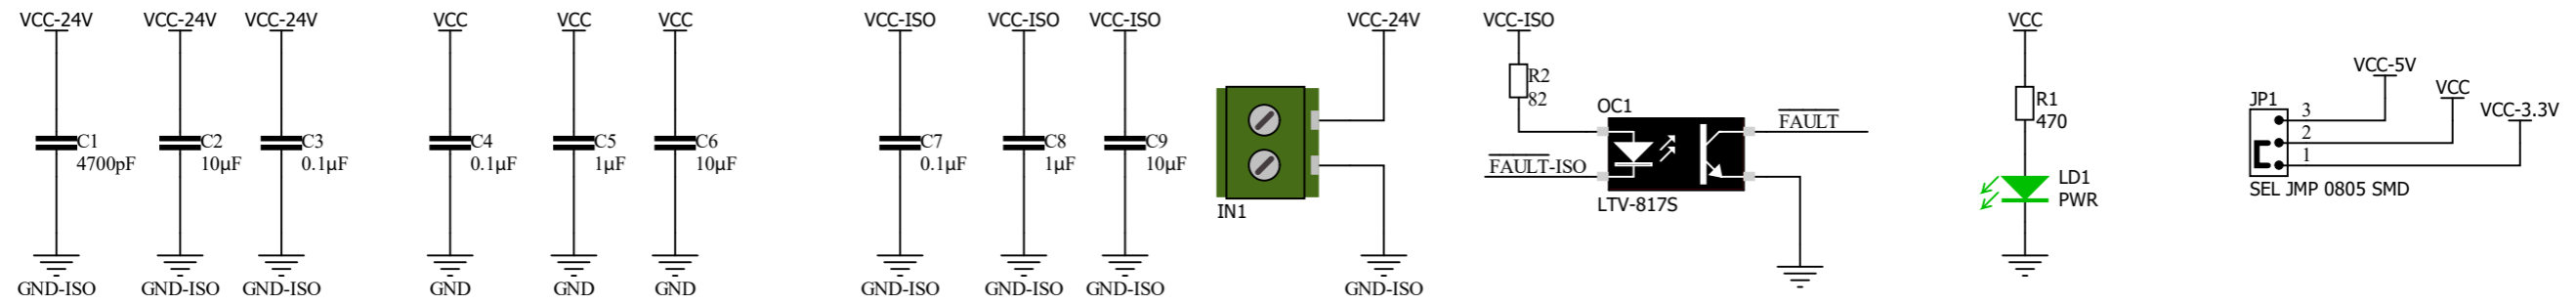 VCC-24V
C1
4700pF
GND-ISO
VCC-24V
C2
10µF
GND-ISO
VCC-24V
C3
0.1µF
GND-ISO
VCC
C4
0.1µF
GND
VCC
C5
1µF
GND
VCC
C6
10µF
GND
VCC-ISO
C7
0.1µF
GND-ISO
VCC-ISO
C8
1µF
GND-ISO
VCC-ISO
C9
10µF
GND-ISO
IN1
VCC-24V
GND-ISO
VCC-ISO
R2
82
OC1
FAULT
FAULT-ISO
LTV-817S
VCC
R1
470
LD1
PWR
VCC-5V
VCC
VCC-3.3V
JP1
3
2
1
SEL JMP 0805 SMD